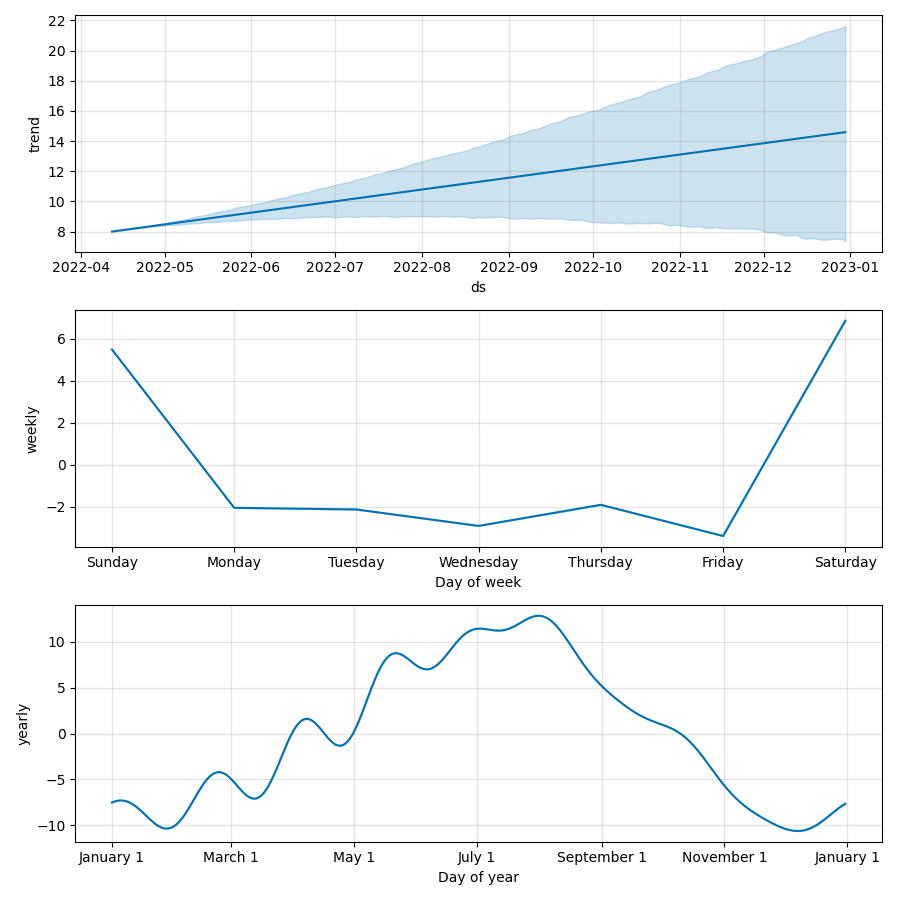 22
20
18
16
14
12
10
8
trend
2022-04 2022-05 2022-06 2022-07 2022-08 2022-09 2022-10 2022-11 2022-12 2023-01
ds
6
4
2
0
−2
weekly
Sunday Monday Tuesday Wednesday Thursday Friday Saturday
Day of week
10
5
0
−5
−10
yearly
January 1 March 1 May 1 July 1 September 1 November 1 January 1
Day of year